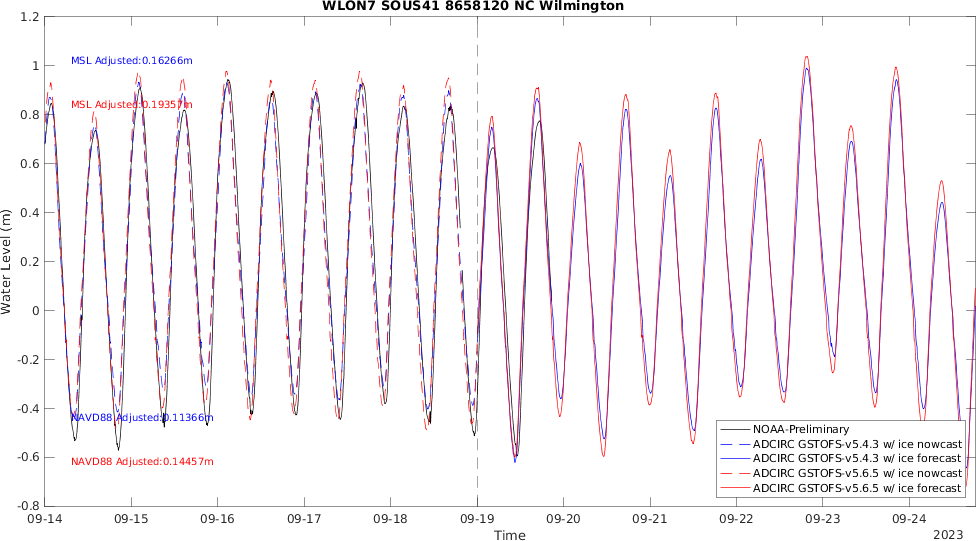 WLON7 SOUS41 8658120 NC Wilmington
Water Level (m)
1.2
1
0.8
0.6
0.4
0.2
0
-0.2
-0.4
-0.6
-0.8
MSL Adjusted:0.16266m
MSL Adjusted:0.19357m
NAVD88 Adjusted:0.11366m
NAVD88 Adjusted:0.14457m
NOAA-Preliminary
ADCIRC GSTOFS-v5.4.3 w/ ice nowcast
ADCIRC GSTOFS-v5.4.3 w/ ice forecast
ADCIRC GSTOFS-v5.6.5 w/ ice nowcast
ADCIRC GSTOFS-v5.6.5 w/ ice forecast
09-14 09-15 09-16 09-17 09-18 09-19 09-20 09-21 09-22 09-23 09-24
Time
2023